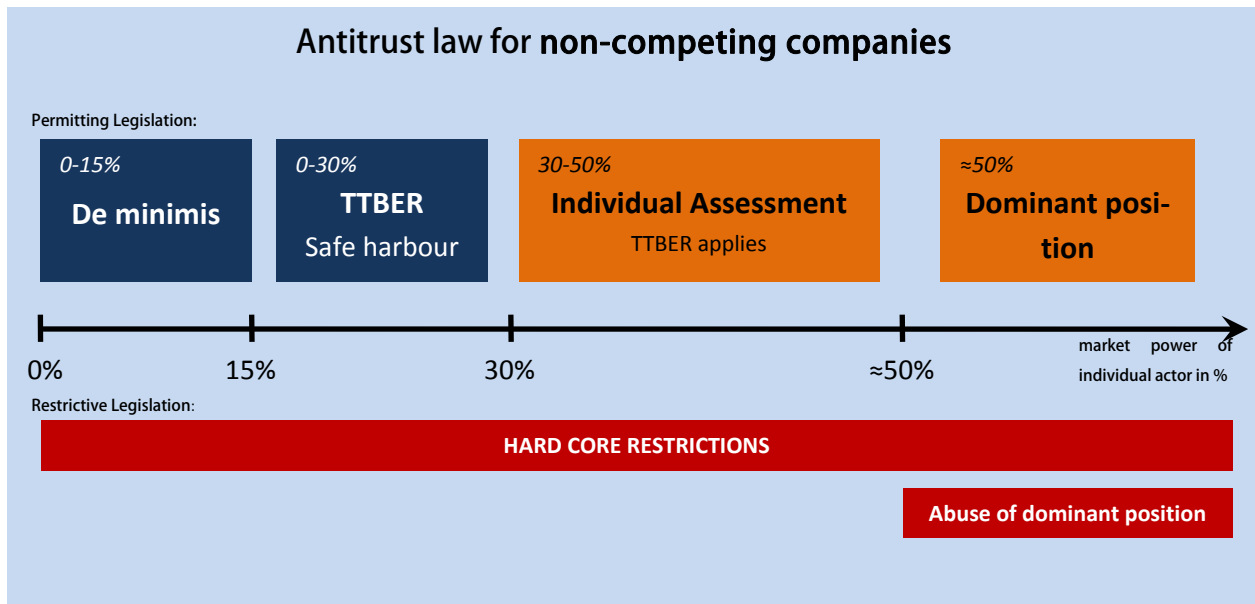 Antitrust law for non-competing companies
Permitting Legislation:
0-15%
De minimis
0-30%
TTBER
Safe harbour
30-50%
Individual Assessment
TTBER applies
≈50%
Dominant posi-
tion
0%
15%
30%
≈50%
market power of
individual actor in %
Restrictive Legislation:
HARD CORE RESTRICTIONS
Abuse of dominant position